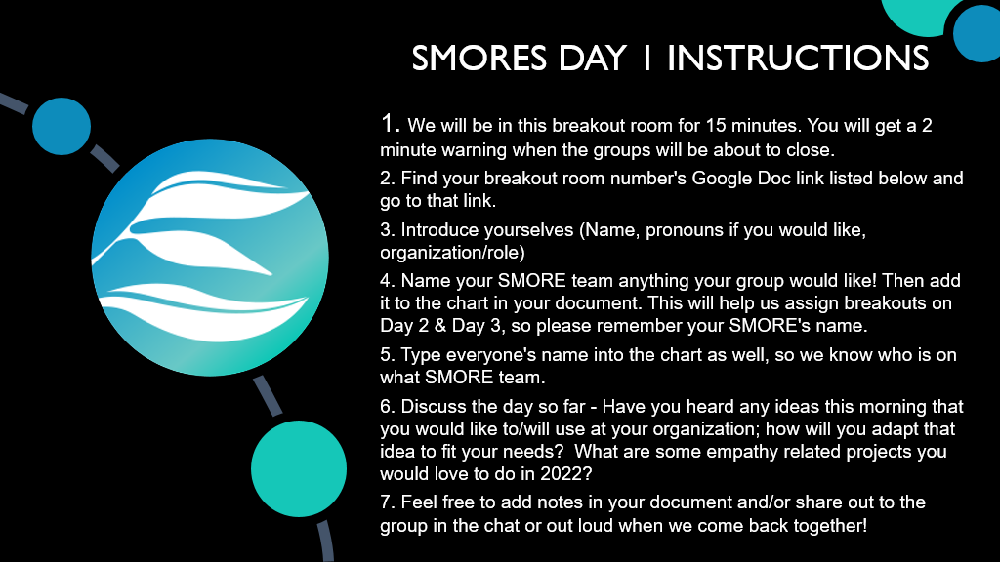 SMORES DAY 1 INSTRUCTIONS
1. We will be in this breakout room for 15 minutes. You will get a 2
minute warning when the groups will be about to close.
2. Find your breakout room number's Google Doc link listed below and
go to that link.
3. Introduce yourselves (Name, pronouns if you would like,
organization/role)
4. Name your SMORE team anything your group would like! Then add
it to the chart in your document. This will help us assign breakouts on
Day 2 & Day 3, so please remember your SMORE's name.
5. Type everyone's name into the chart as well, so we know who is on
what SMORE team.
6. Discuss the day so far - Have you heard any ideas this morning that
you would like to/will use at your organization; how will you adapt that
idea to fit your needs?  What are some empathy related projects you
would love to do in 2022?
7. Feel free to add notes in your document and/or share out to the
group in the chat or out loud when we come back together!